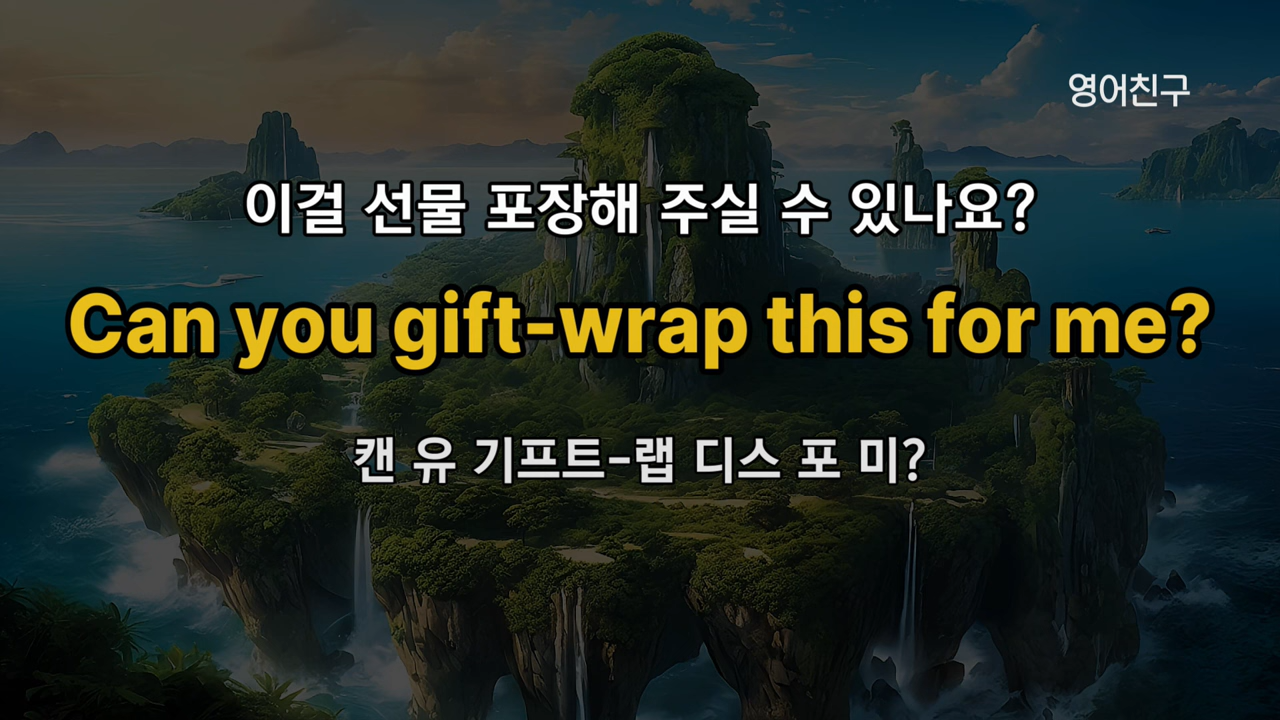 영어친구
이걸 선물 포장해 주실 수 있나요?
Can you gift-wrap this for me?
캔 유 기프트-랩 디스 포 미?